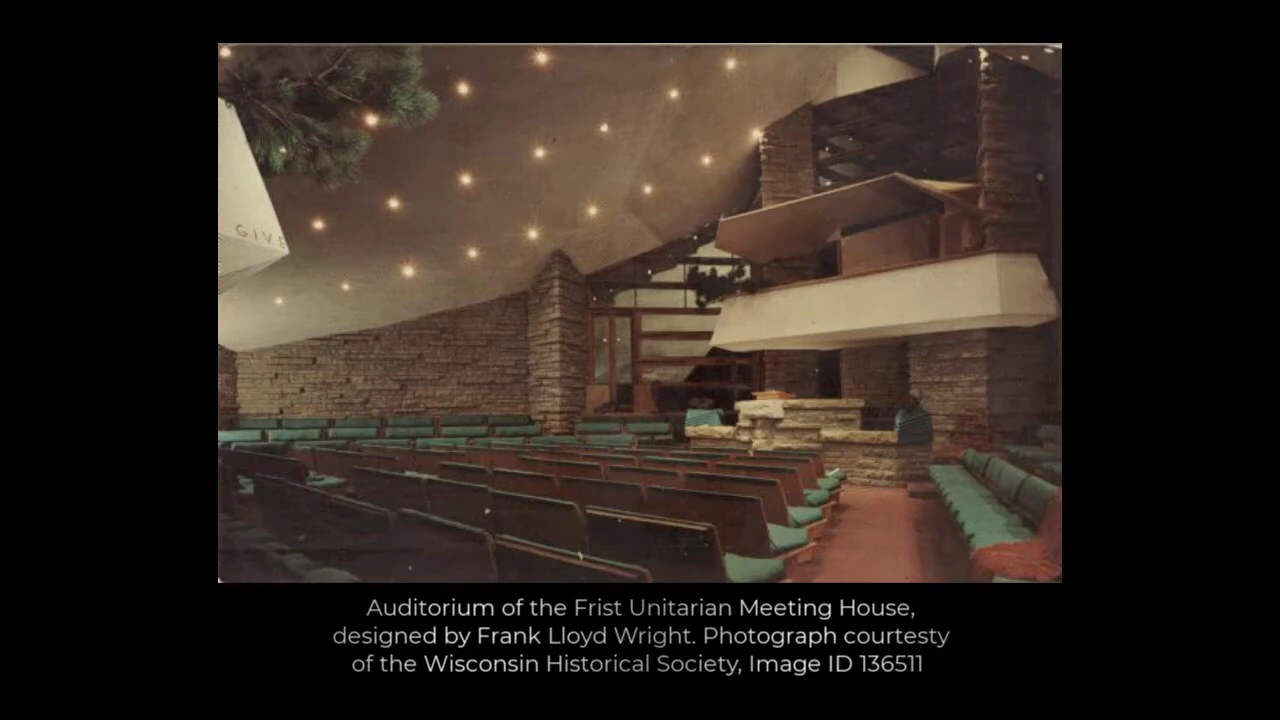 GIVE
Auditorium of the Frist Unitarian Meeting House,
designed by Frank Lloyd Wright. Photograph courtesty
of the Wisconsin Historical Society, Image ID 136511